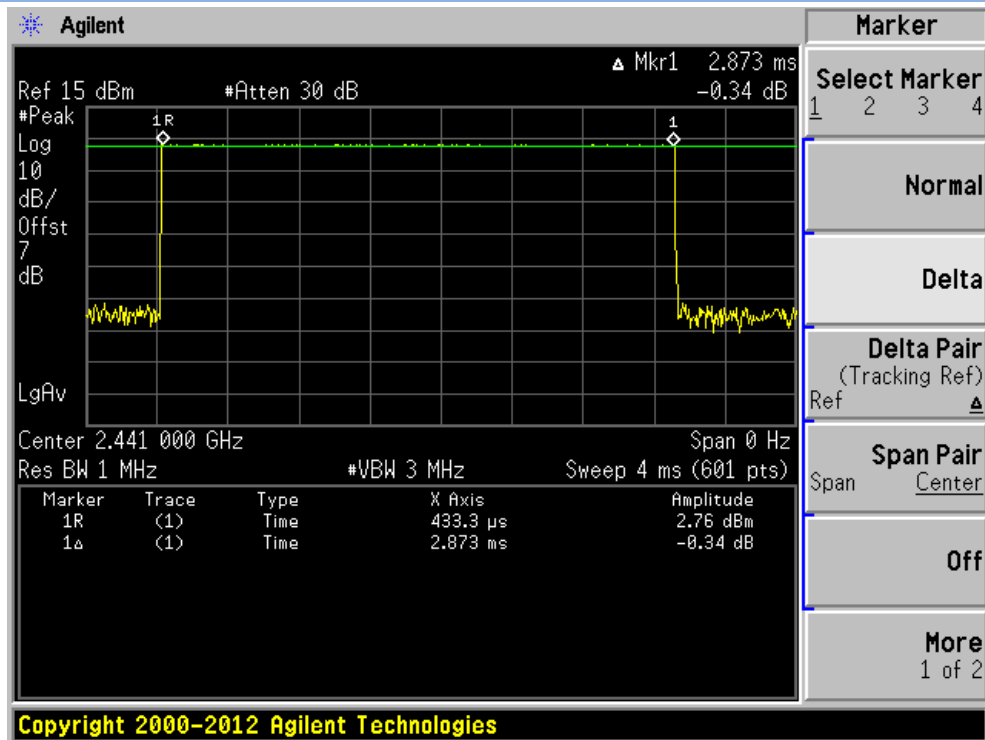 Agilent
Marker
Δ Mkr1 2.873 ms
Ref 15 dBm #Atten 30 dB -0.34 dB
#Peak
Log
10
dB/
Offst
7
dB
LgAv
1R
1
Center 2.441 000 GHz Span 0 Hz
Res BW 1 MHz #VBW 3 MHz Sweep 4 ms (601 pts)
Marker Trace Type X Axis Amplitude
1R (1) Time 433.3 µs 2.76 dBm
1Δ (1) Time 2.873 ms -0.34 dB
Select Marker
1 2 3 4
Normal
Delta
Delta Pair
(Tracking Ref)
Ref Δ
Span Pair
Span Center
Off
More
1 of 2
Copyright 2000-2012 Agilent Technologies